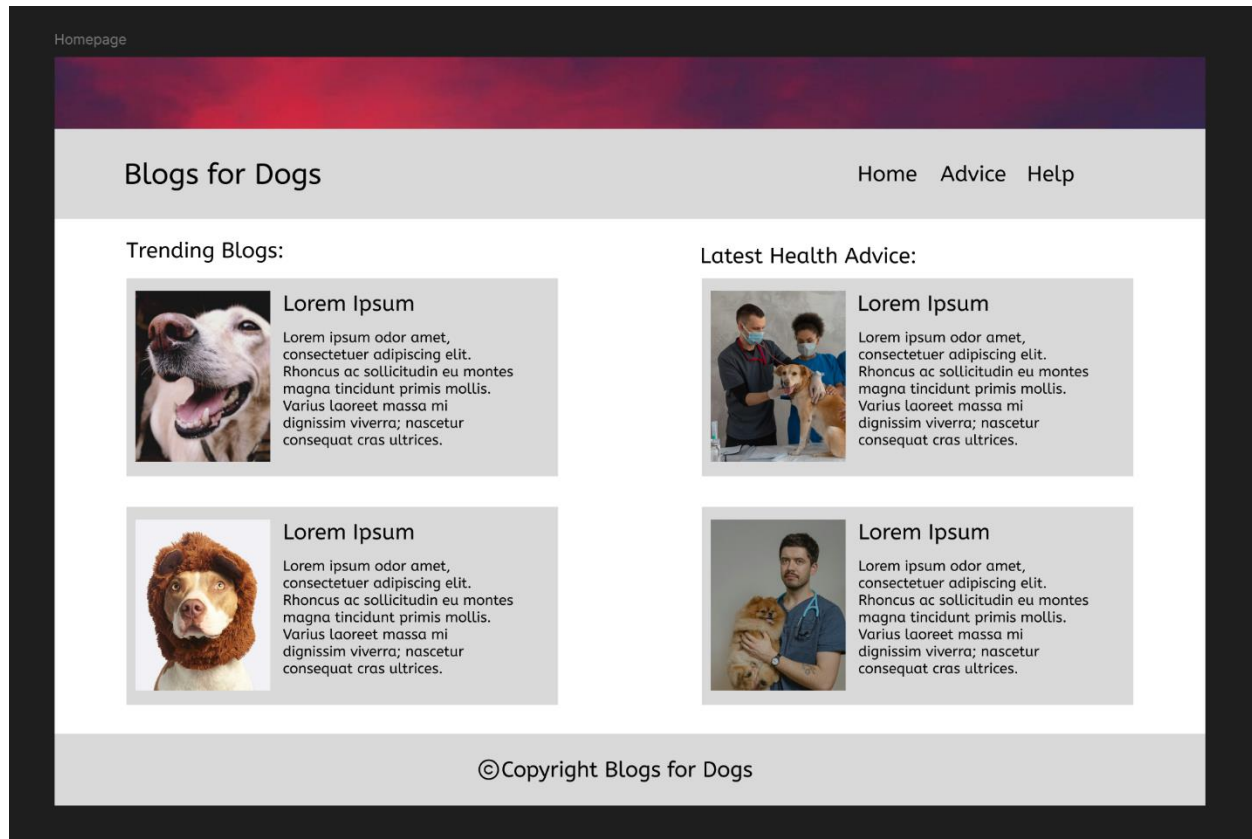 Homepage
Blogs for Dogs
Home Advice Help
Trending Blogs:
Lorem Ipsum
Lorem ipsum odor amet,
consectetuer adipiscing elit.
Rhoncus ac sollicitudin eu montes
magna tincidunt primis mollis.
Varius laoreet massa mi
dignissim viverra; nascetur
consequat cras ultrices.
Lorem Ipsum
Lorem ipsum odor amet,
consectetuer adipiscing elit.
Rhoncus ac sollicitudin eu montes
magna tincidunt primis mollis.
Varius laoreet massa mi
dignissim viverra; nascetur
consequat cras ultrices.
Latest Health Advice:
Lorem Ipsum
Lorem ipsum odor amet,
consectetuer adipiscing elit.
Rhoncus ac sollicitudin eu montes
magna tincidunt primis mollis.
Varius laoreet massa mi
dignissim viverra; nascetur
consequat cras ultrices.
Lorem Ipsum
Lorem ipsum odor amet,
consectetuer adipiscing elit.
Rhoncus ac sollicitudin eu montes
magna tincidunt primis mollis.
Varius laoreet massa mi
dignissim viverra; nascetur
consequat cras ultrices.
©Copyright Blogs for Dogs